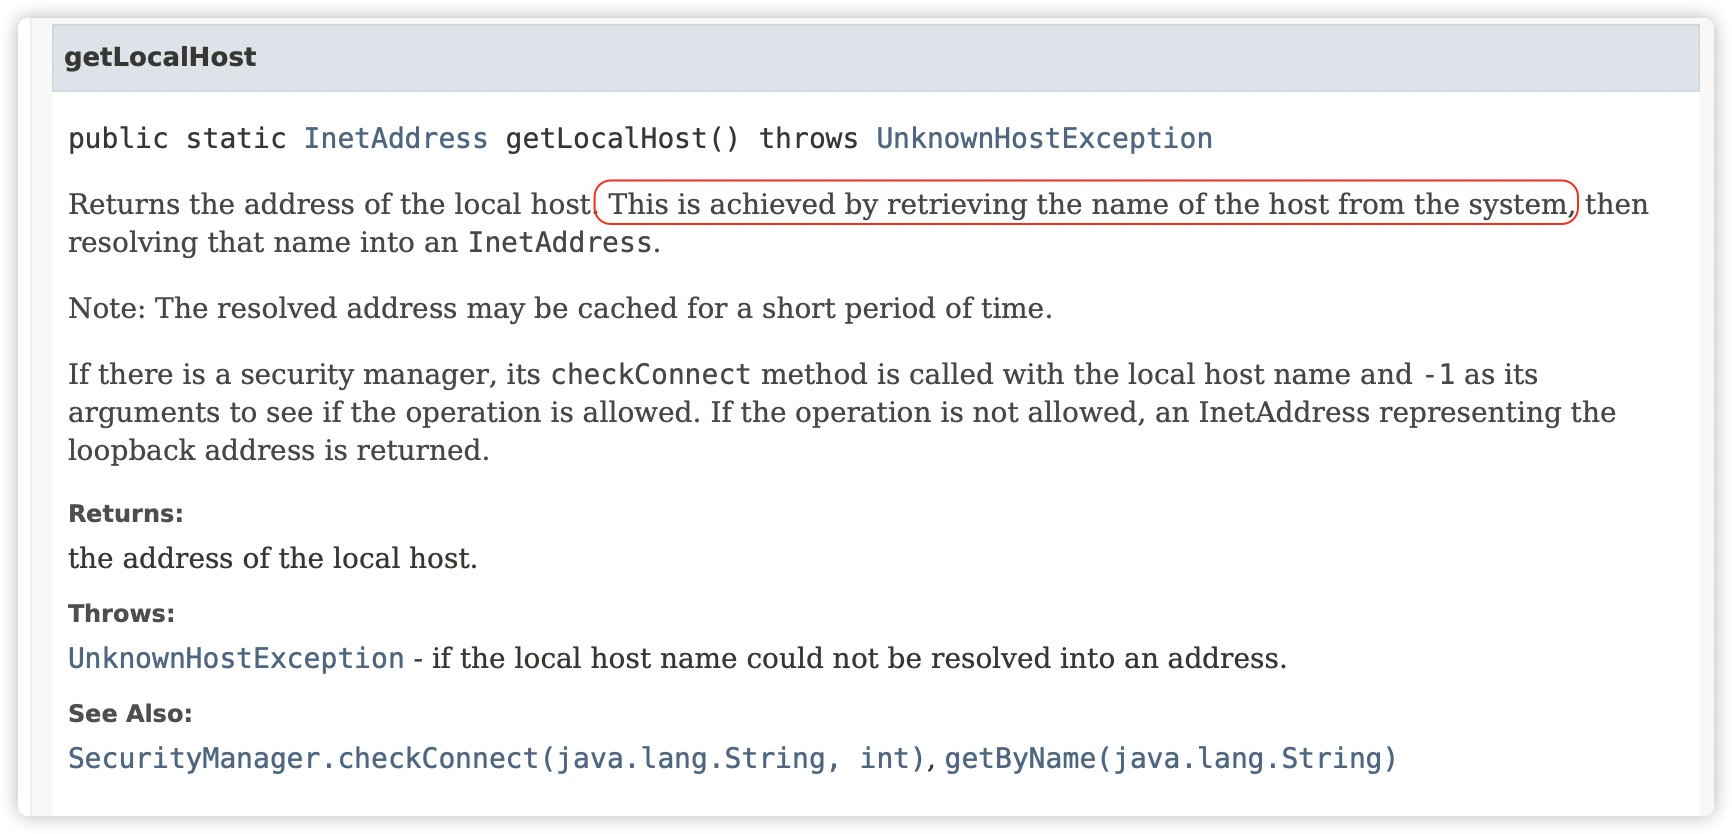 getLocalHost
public static InetAddress getLocalHost() throws UnknownHostException
Returns the address of the local host. This is achieved by retrieving the name of the host from the system, then
resolving that name into an InetAddress.
Note: The resolved address may be cached for a short period of time.
If there is a security manager, its checkConnect method is called with the local host name and -1 as its
arguments to see if the operation is allowed. If the operation is not allowed, an InetAddress representing the
loopback address is returned.
Returns:
the address of the local host.
Throws:
UnknownHostException - if the local host name could not be resolved into an address.
See Also:
SecurityManager.checkConnect(java.lang.String, int), getByName(java.lang.String)